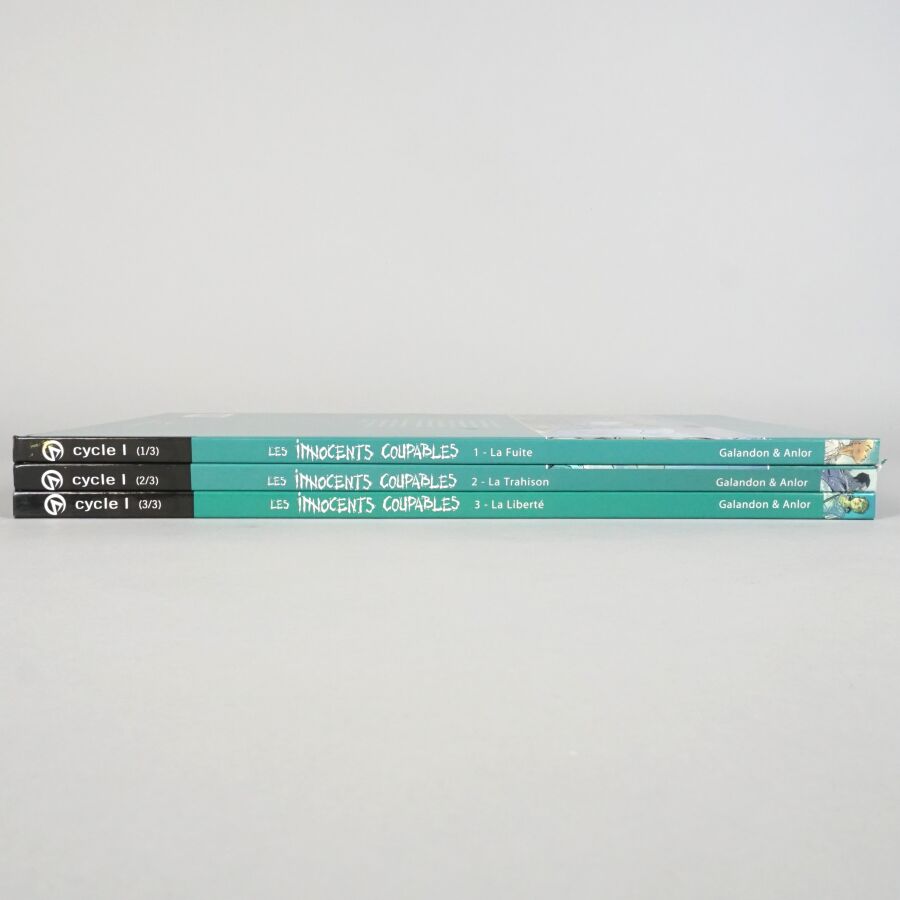 cycle I (1/3) LES INNOCENTS COUPABLES 1 - La Fuite Galandon & Anlor
cycle I (2/3) LES INNOCENTS COUPABLES 2 - La Trahison Galandon & Anlor
cycle I (3/3) LES INNOCENTS COUPABLES 3 - La Liberté Galandon & Anlor